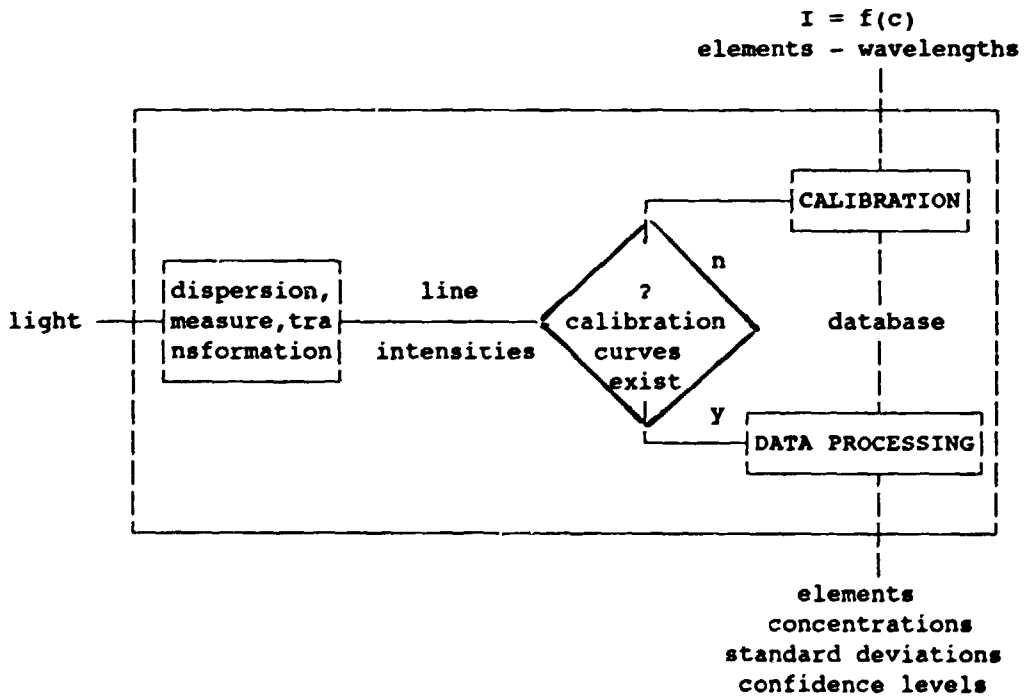 I = f(c)
elements - wavelengths
CALIBRATION
n
dispersion,
measure,tra
nsformation
light
line
intensities
?
calibration
curves
exist
database
y
DATA PROCESSING
elements
concentrations
standard deviations
confidence levels